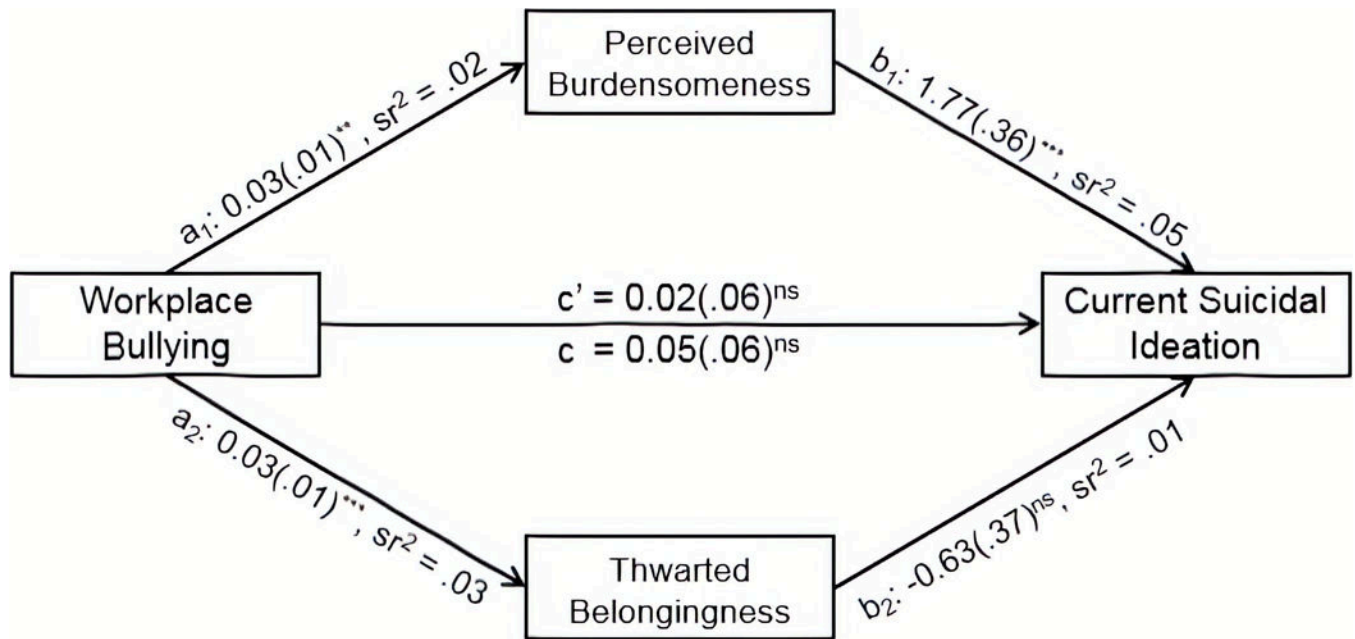 Perceived
Burdensomeness
a₁: 0.03(.01)**, sr² = .02
b₁: 1.77(.36)***, sr² = .05
Workplace
Bullying
c’ = 0.02(.06)ⁿˢ
c = 0.05(.06)ⁿˢ
Current Suicidal
Ideation
a₂: 0.03(.01)***, sr² = .03
b₂: -0.63(.37)ⁿˢ, sr² = .01
Thwarted
Belongingness